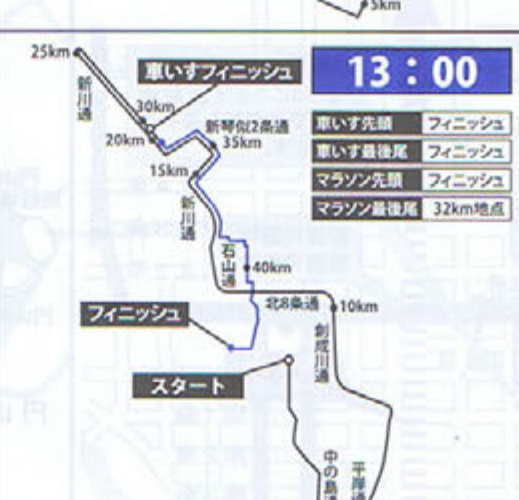 5km
25km
車いすフィニッシュ
13：00
新川通
30km
車いす先頭 フィニッシュ
20km
新琴似2条通
35km
車いす最後尾 フィニッシュ
15km
マラソン先頭 フィニッシュ
新川通
マラソン最後尾 32km地点
石山通
40km
北8条通
10km
フィニッシュ
創成川通
スタート
中の島通
平岸通